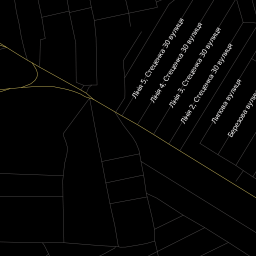 Лінія 5, Стеценка 30 вулиця
Лінія 4, Стеценка 30 вулиця
Лінія 3, Стеценка 30 вулиця
Лінія 2, Стеценка 30 вулиця
Липова вулиця
Березова вулиця